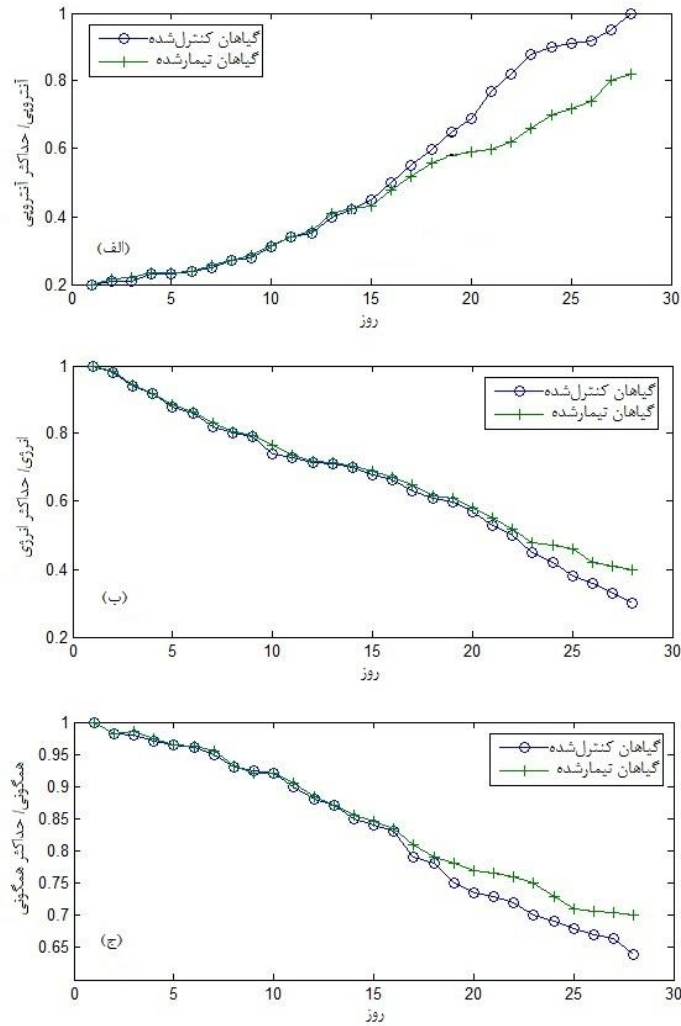 1
0.8
0.6
0.4
0.2
0 5 10 15 20 25 30
گیاهان کنترل‌شده
گیاهان تیمارشده
آنتروپی/ حداکثر آنتروپی
(الف)
روز
1
0.8
0.6
0.4
0.2
0 5 10 15 20 25 30
گیاهان کنترل‌شده
گیاهان تیمارشده
انرژی/ حداکثر انرژی
(ب)
روز
1
0.95
0.9
0.85
0.8
0.75
0.7
0.65
0 5 10 15 20 25 30
گیاهان کنترل‌شده
گیاهان تیمارشده
همگونی/ حداکثر همگونی
(ج)
روز